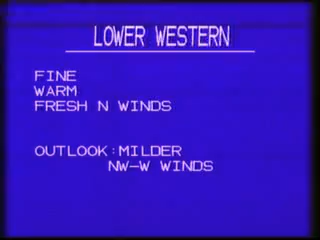 LOWER WESTERN
FINE
WARM
FRESH N WINDS
OUTLOOK:MILDER
NW-W WINDS